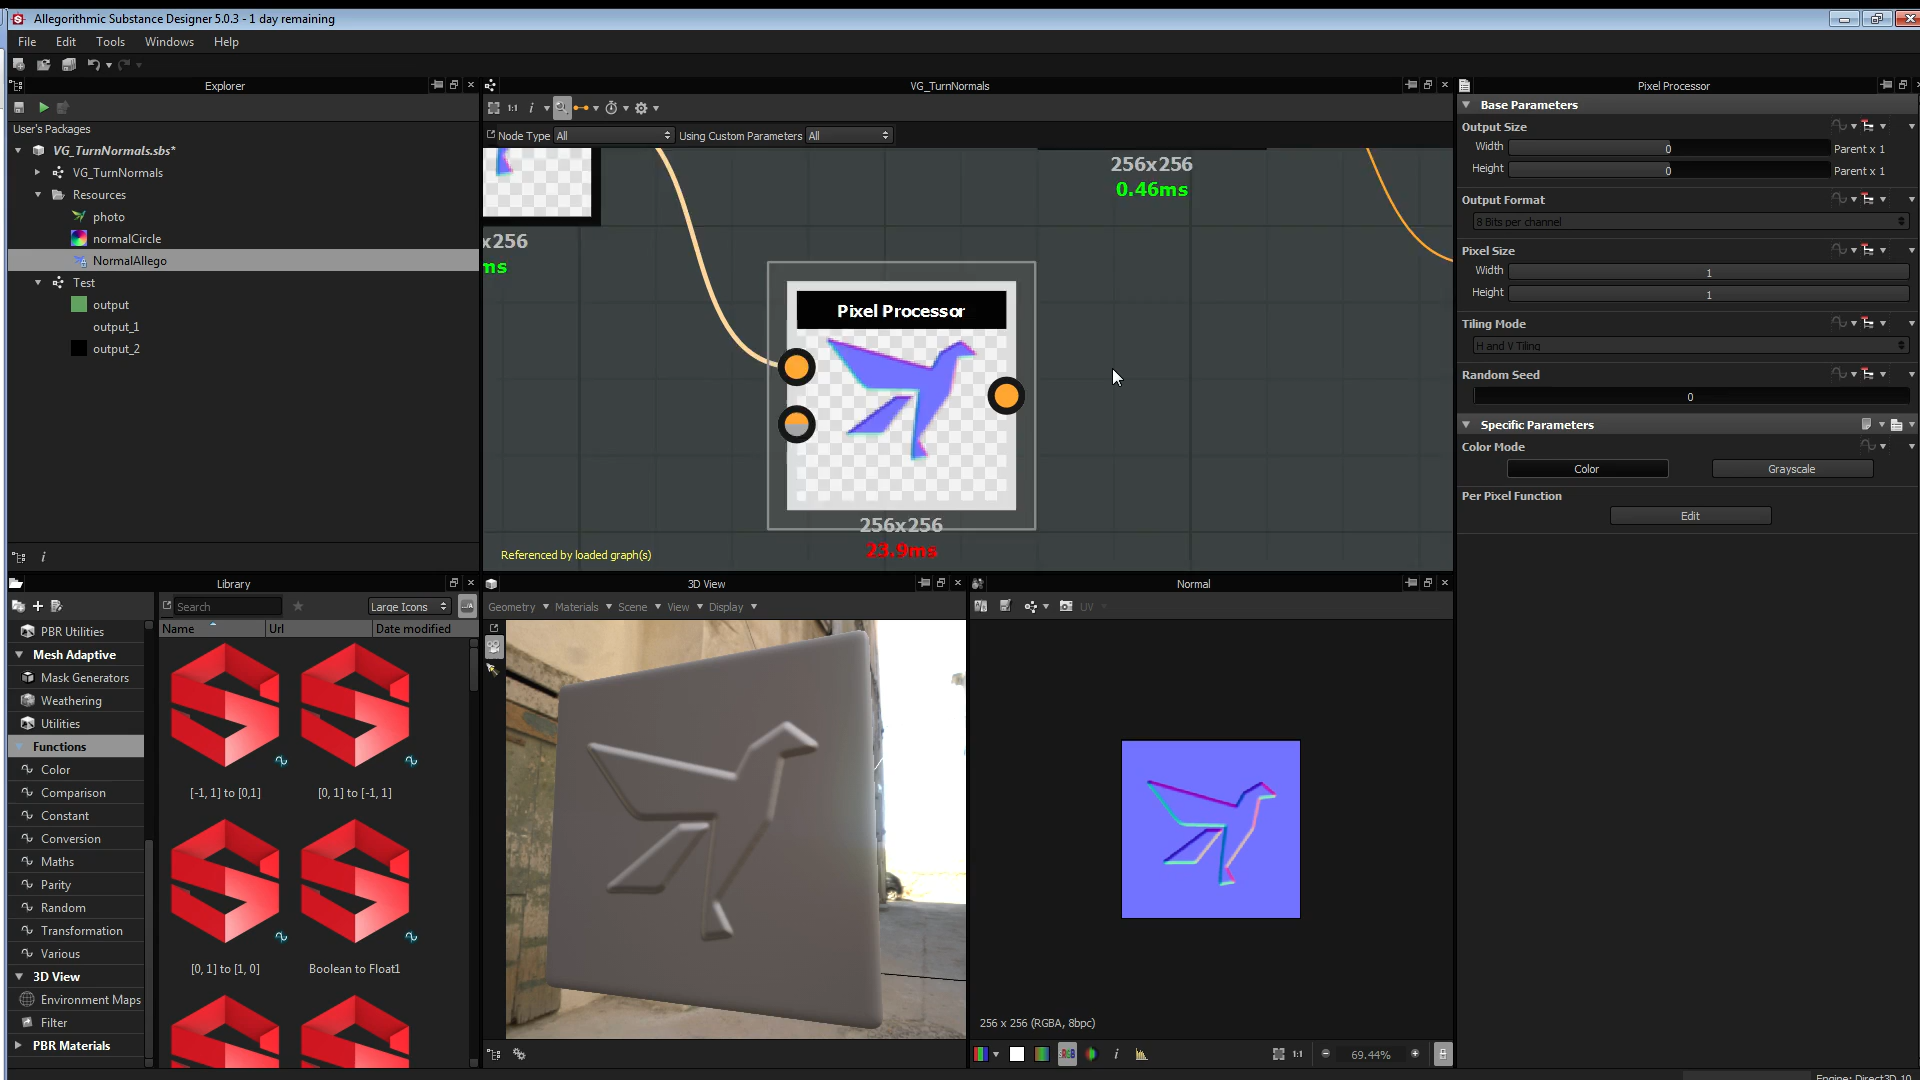 Allegorithmic Substance Designer 5.0.3 - 1 day remaining
File Edit Tools Windows Help
Explorer
User's Packages
VG_TurnNormals.sbs*
VG_TurnNormals
Resources
photo
normalCircle
NormalAllego
Test
output
output_1
output_2
VG_TurnNormals
1:1
Node Type All Using Custom Parameters All
256x256
0.46ms
x256
ms
Pixel Processor
256x256
23.9ms
Referenced by loaded graph(s)
Pixel Processor
Base Parameters
Output Size
Width 0 Parent x 1
Height 0 Parent x 1
Output Format
8 Bits per channel
Pixel Size
Width 1
Height 1
Tiling Mode
H and V Tiling
Random Seed
0
Specific Parameters
Color Mode
Color Grayscale
Per Pixel Function
Edit
Library
Search Large Icons
Name Url Date modified
PBR Utilities
Mesh Adaptive
Mask Generators
Weathering
Utilities
Functions
Color
Comparison
Constant
Conversion
Maths
Parity
Random
Transformation
Various
3D View
Environment Maps
Filter
PBR Materials
[-1, 1] to [0,1] [0, 1] to [-1, 1]
[0, 1] to [1, 0] Boolean to Float1
3D View
Geometry Materials Scene View Display
Normal
UV
256 x 256 (RGBA, 8bpc)
1:1 69.44%
Engine: Direct3D 10